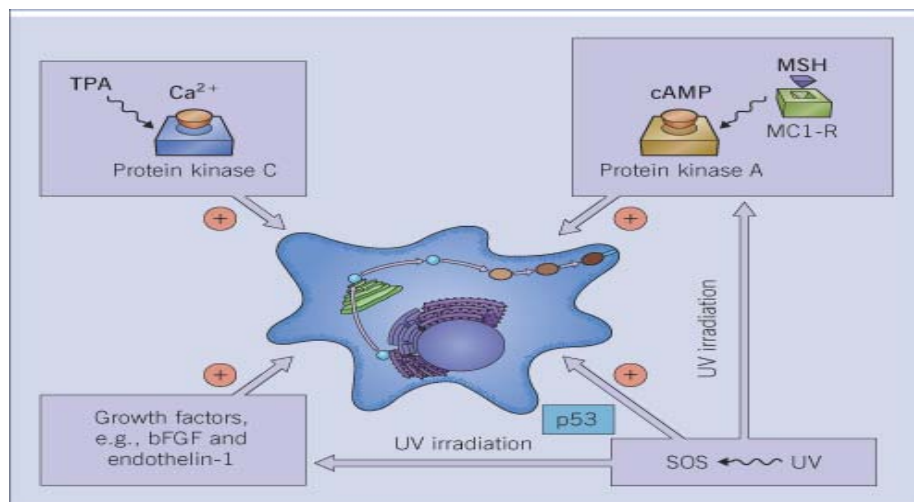 TPA
Ca²⁺
Protein kinase C
MSH
cAMP
MC1-R
Protein kinase A
+
+
+
+
UV irradiation
Growth factors,
e.g., bFGF and
endothelin-1
p53
UV irradiation
SOS
UV